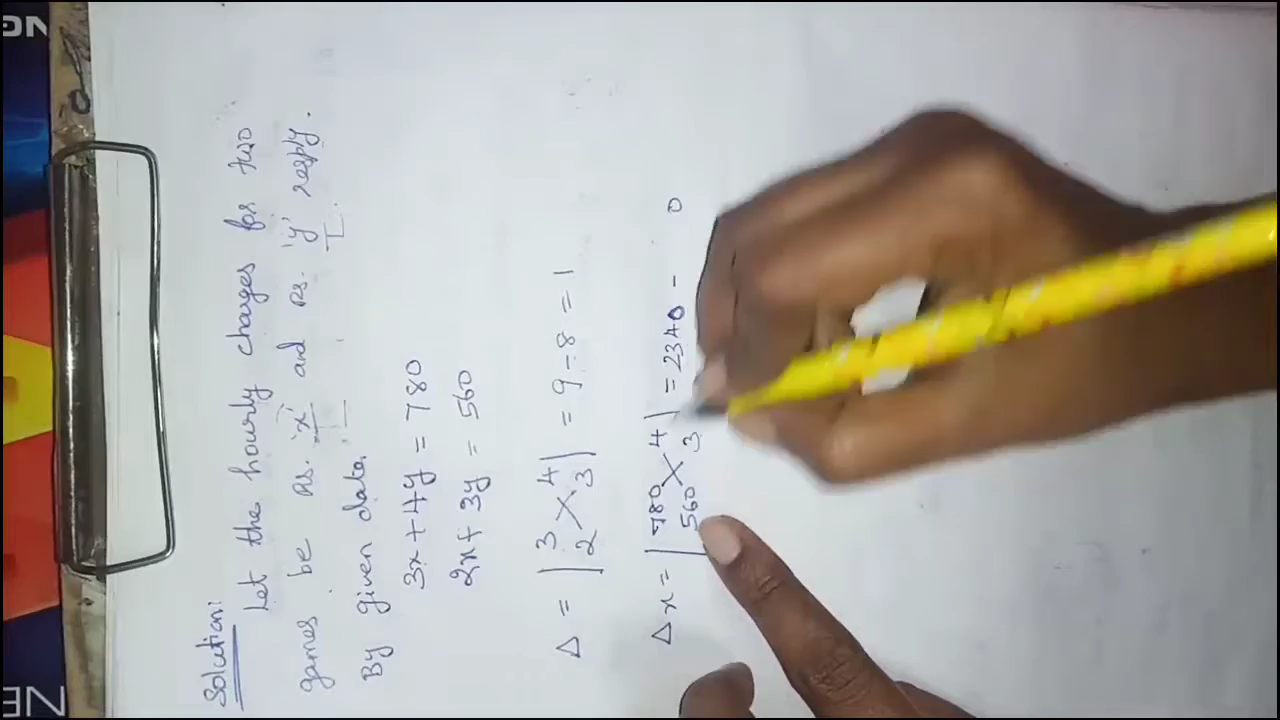 Solution:
Let the hourly charges for two
games be Rs. 'x' and Rs. 'y' resply.
By given data,
3x + 4y = 780
2x + 3y = 560
Δ = | 3 4 | = 9 - 8 = 1
2 3
Δx = | 780 4 | = 2340 - 0
560 3